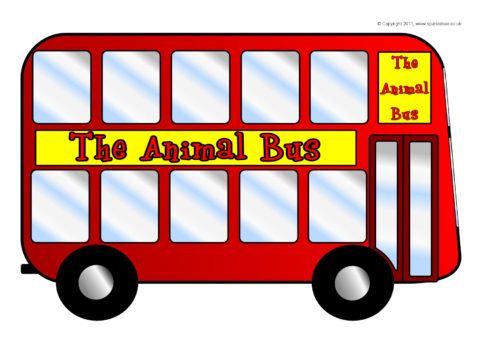 © Copyright 2011, www.sparklebox.co.uk
The
Animal
Bus
The Animal Bus